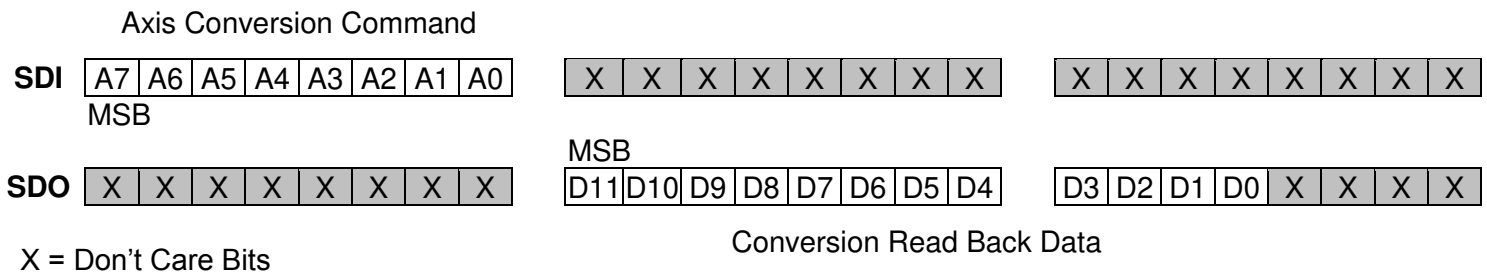 Axis Conversion Command
SDI A7 A6 A5 A4 A3 A2 A1 A0 X X X X X X X X X X X X X X X X
MSB
MSB
SDO X X X X X X X X D11 D10 D9 D8 D7 D6 D5 D4 D3 D2 D1 D0 X X X X
Conversion Read Back Data
X = Don't Care Bits